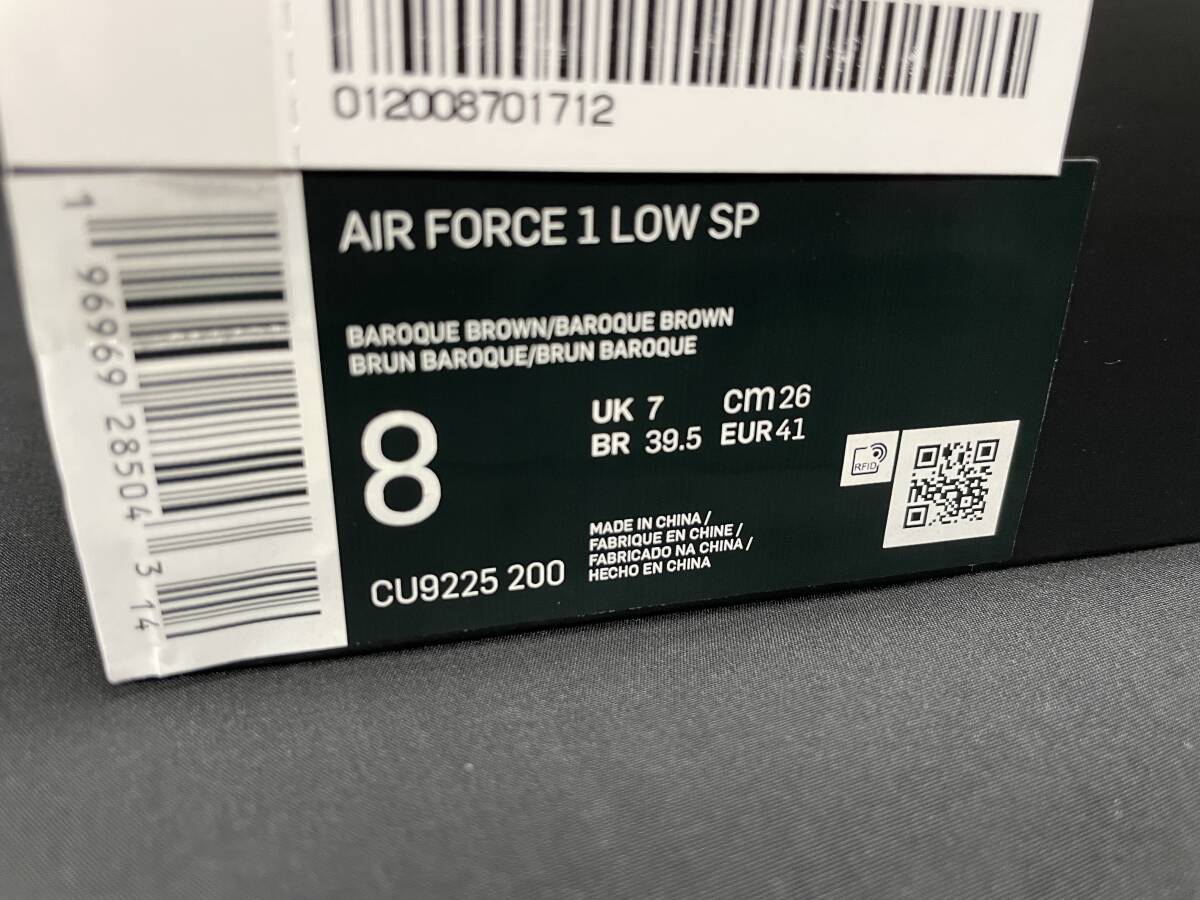 012008701712
1 96969 28504 3 14
AIR FORCE 1 LOW SP
BAROQUE BROWN/BAROQUE BROWN
BRUN BAROQUE/BRUN BAROQUE
8
UK 7 cm 26
BR 39.5 EUR 41
RFID
MADE IN CHINA /
FABRIQUE EN CHINE /
FABRICADO NA CHINA /
HECHO EN CHINA
CU9225 200